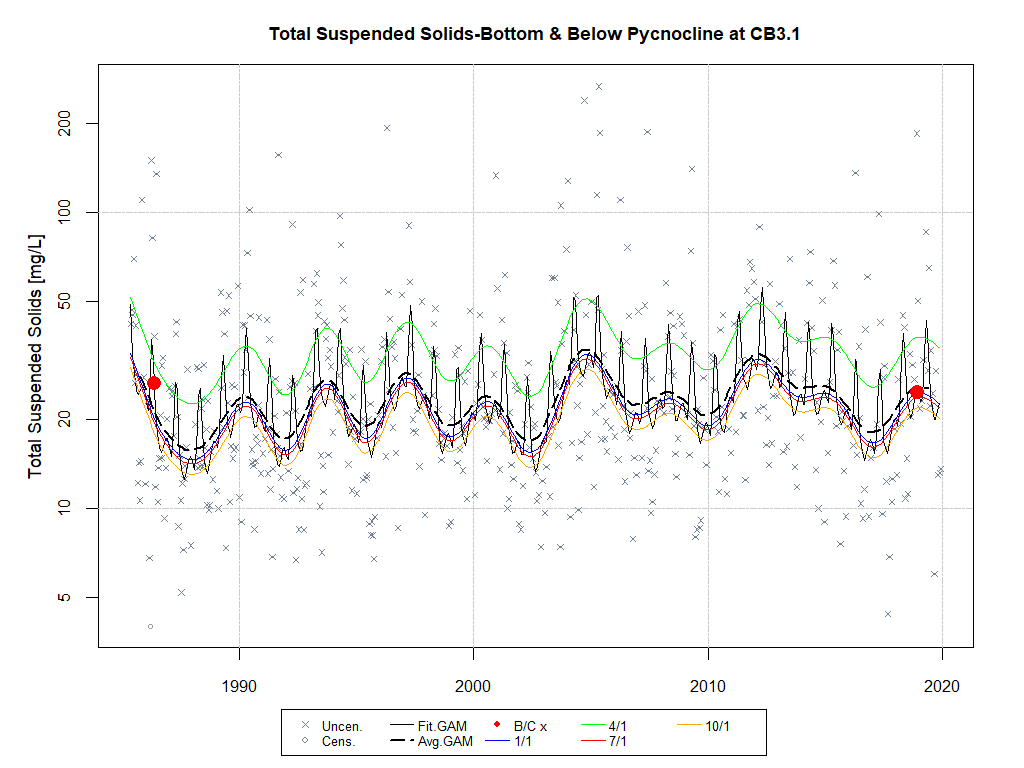 Total Suspended Solids-Bottom & Below Pycnocline at CB3.1
Total Suspended Solids [mg/L]
200
100
50
20
10
5
1990 2000 2010 2020
Uncen. Fit.GAM B/C x 4/1 10/1
Cens. Avg.GAM 1/1 7/1